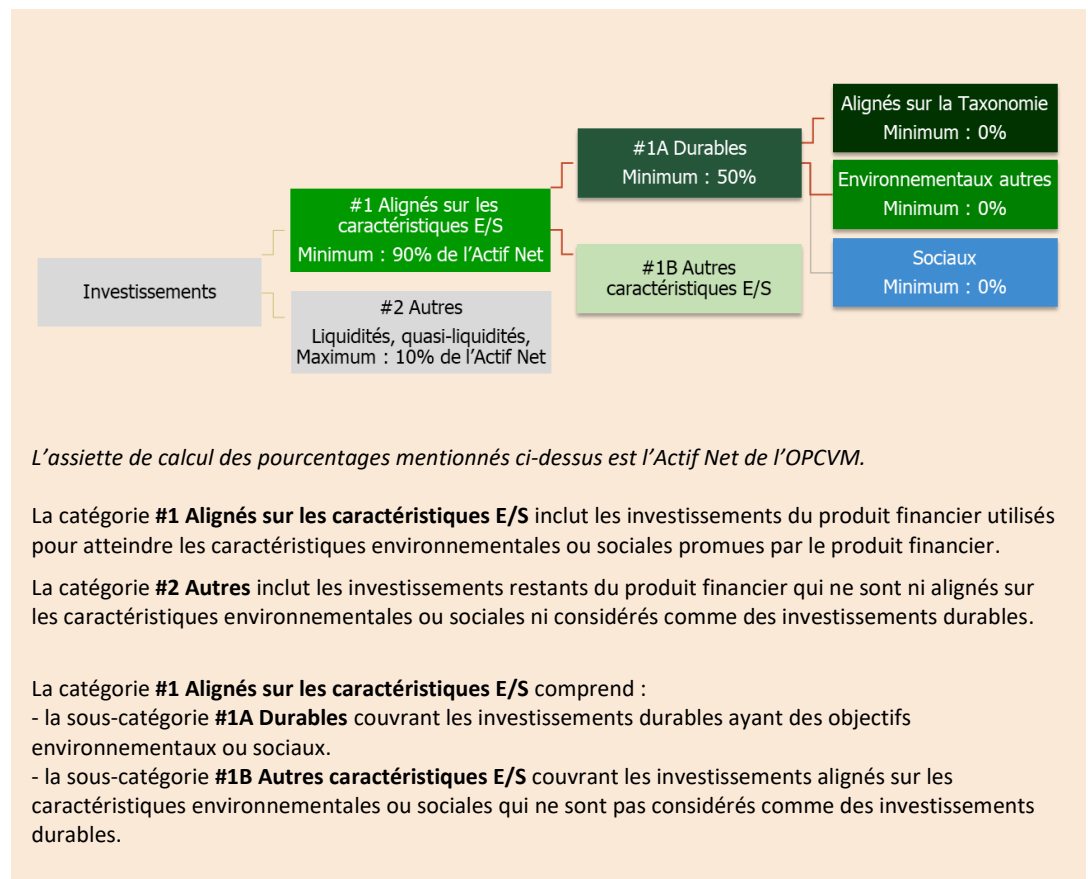 Investissements
#1 Alignés sur les
caractéristiques E/S
Minimum : 90% de l’Actif Net
#2 Autres
Liquidités, quasi-liquidités,
Maximum : 10% de l’Actif Net
#1A Durables
Minimum : 50%
#1B Autres
caractéristiques E/S
Alignés sur la Taxonomie
Minimum : 0%
Environnementaux autres
Minimum : 0%
Sociaux
Minimum : 0%
L’assiette de calcul des pourcentages mentionnés ci-dessus est l’Actif Net de l’OPCVM.
La catégorie #1 Alignés sur les caractéristiques E/S inclut les investissements du produit financier utilisés
pour atteindre les caractéristiques environnementales ou sociales promues par le produit financier.
La catégorie #2 Autres inclut les investissements restants du produit financier qui ne sont ni alignés sur
les caractéristiques environnementales ou sociales ni considérés comme des investissements durables.
La catégorie #1 Alignés sur les caractéristiques E/S comprend :
- la sous-catégorie #1A Durables couvrant les investissements durables ayant des objectifs
environnementaux ou sociaux.
- la sous-catégorie #1B Autres caractéristiques E/S couvrant les investissements alignés sur les
caractéristiques environnementales ou sociales qui ne sont pas considérés comme des investissements
durables.